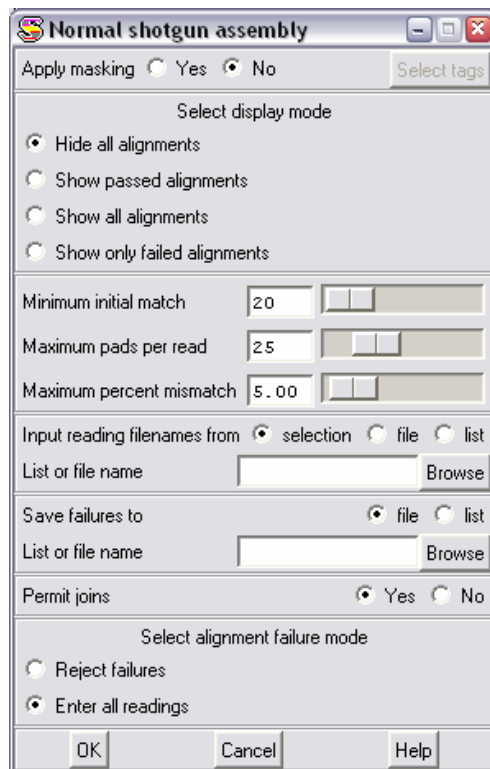 Normal shotgun assembly
Apply masking Yes No Select tags
Select display mode
Hide all alignments
Show passed alignments
Show all alignments
Show only failed alignments
Minimum initial match 20
Maximum pads per read 25
Maximum percent mismatch 5.00
Input reading filenames from selection file list
List or file name Browse
Save failures to file list
List or file name Browse
Permit joins Yes No
Select alignment failure mode
Reject failures
Enter all readings
OK Cancel Help